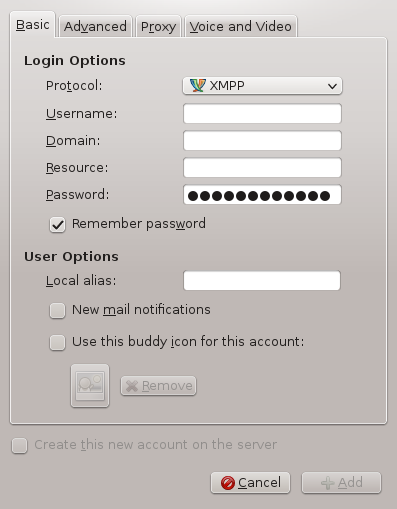 Basic Advanced Proxy Voice and Video
Login Options
Protocol: XMPP
Username:
Domain:
Resource:
Password: ●●●●●●●●●●●●
Remember password
User Options
Local alias:
New mail notifications
Use this buddy icon for this account:
Remove
Create this new account on the server
Cancel Add